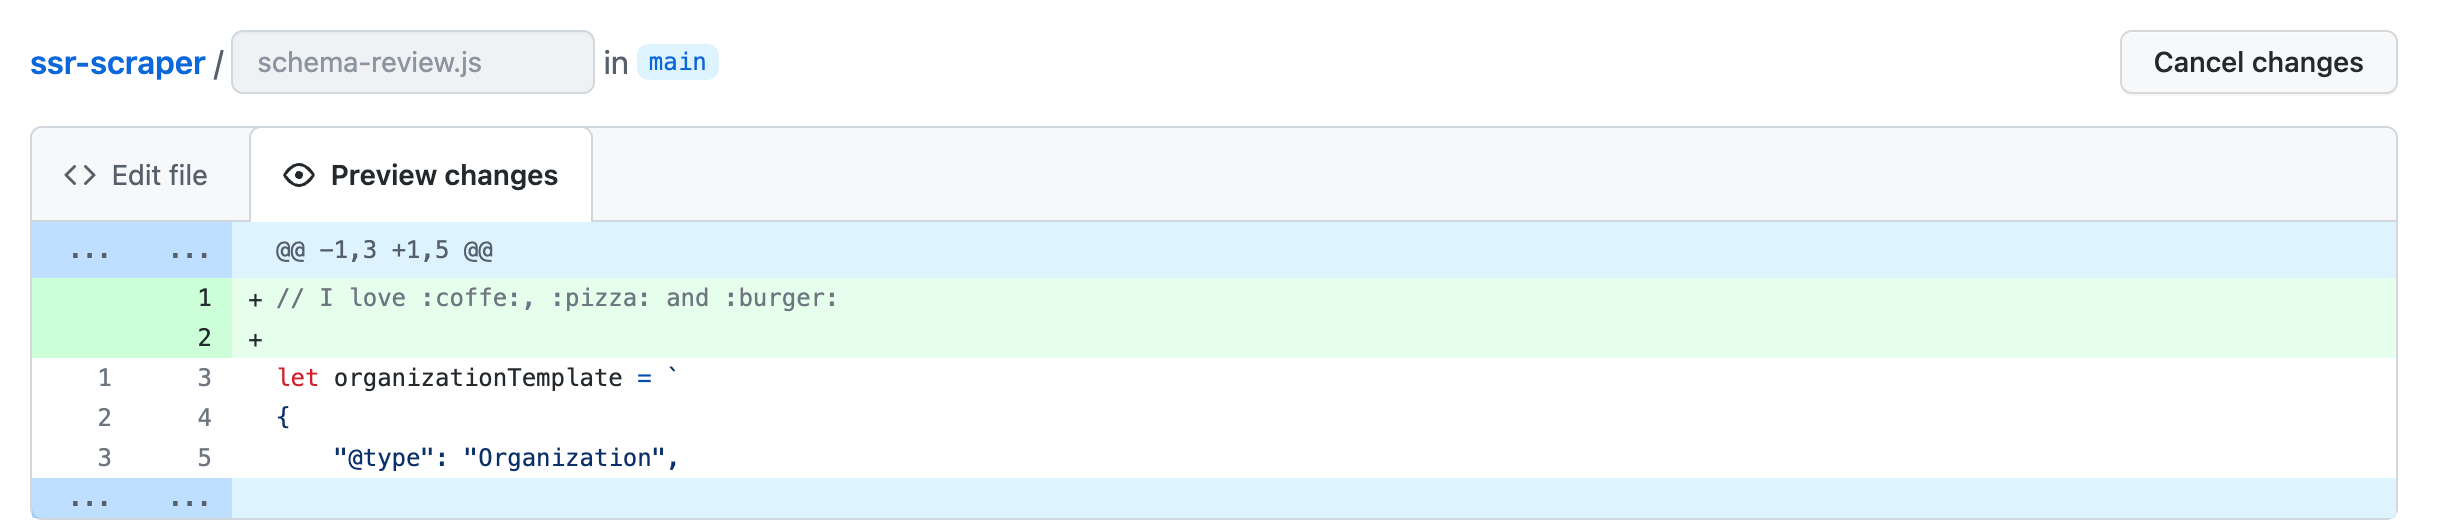 ssr-scraper / schema-review.js in main Cancel changes
<> Edit file Preview changes
... ... @@ -1,3 +1,5 @@
1 + // I love :coffe:, :pizza: and :burger:
2 +
1 3 let organizationTemplate = `
2 4 {
3 5 "@type": "Organization",
... ...